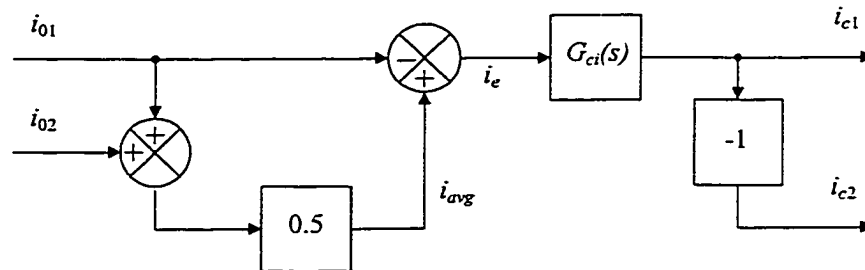 i01
ic1
−
+
ie
Gci(s)
i02
+
+
-1
iavg
0.5
ic2